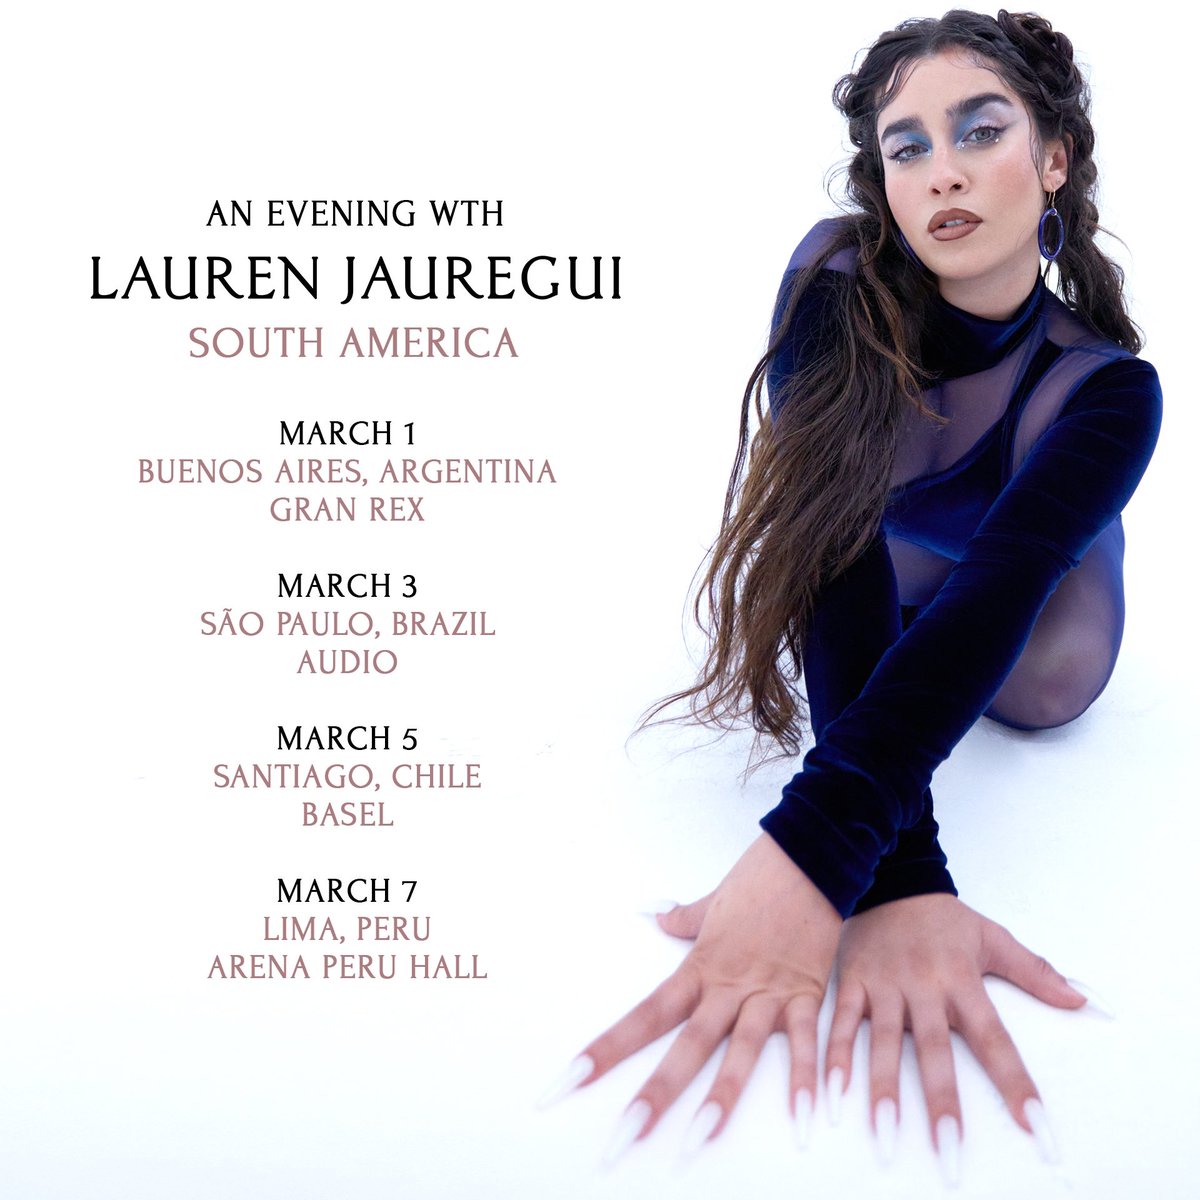 AN EVENING WTH
LAUREN JAUREGUI
SOUTH AMERICA
MARCH 1
BUENOS AIRES, ARGENTINA
GRAN REX
MARCH 3
SÃO PAULO, BRAZIL
AUDIO
MARCH 5
SANTIAGO, CHILE
BASEL
MARCH 7
LIMA, PERU
ARENA PERU HALL